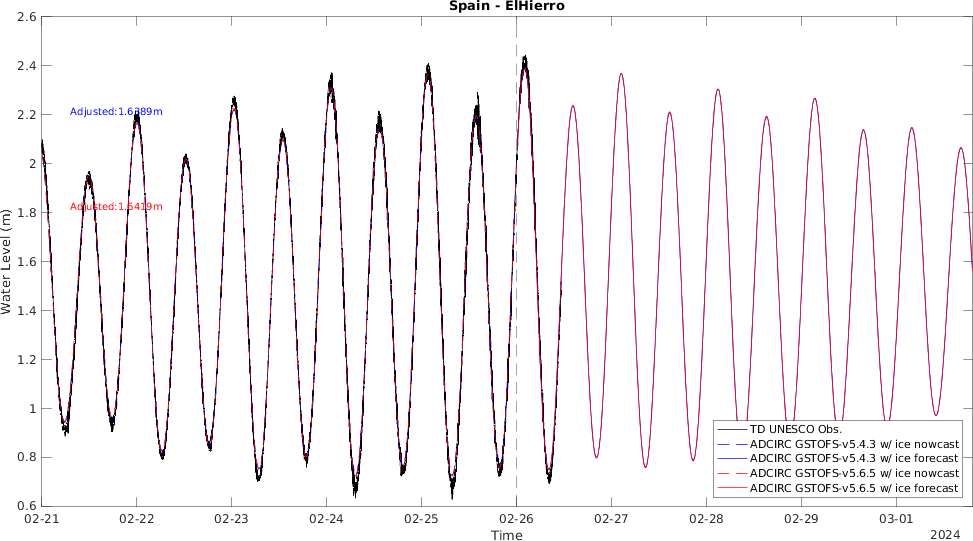 Spain - ElHierro
2.6
2.4
2.2
2
1.8
1.6
1.4
1.2
1
0.8
0.6
Water Level (m)
Adjusted:1.6389m
Adjusted:1.6419m
TD UNESCO Obs.
ADCIRC GSTOFS-v5.4.3 w/ ice nowcast
ADCIRC GSTOFS-v5.4.3 w/ ice forecast
ADCIRC GSTOFS-v5.6.5 w/ ice nowcast
ADCIRC GSTOFS-v5.6.5 w/ ice forecast
02-21
02-22
02-23
02-24
02-25
02-26
02-27
02-28
02-29
03-01
Time
2024